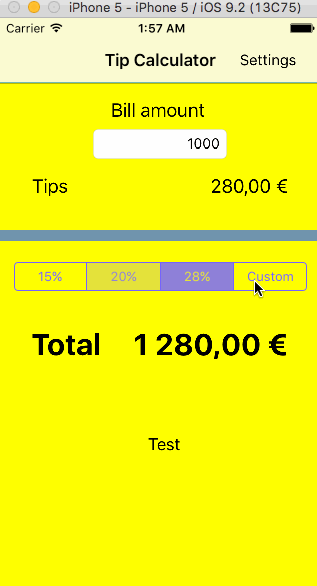 iPhone 5 - iPhone 5 / iOS 9.2 (13C75)
Carrier 1:57 AM
Tip Calculator Settings
Bill amount
1000
Tips 280,00 €
15% 20% 28% Custom
Total 1 280,00 €
Test